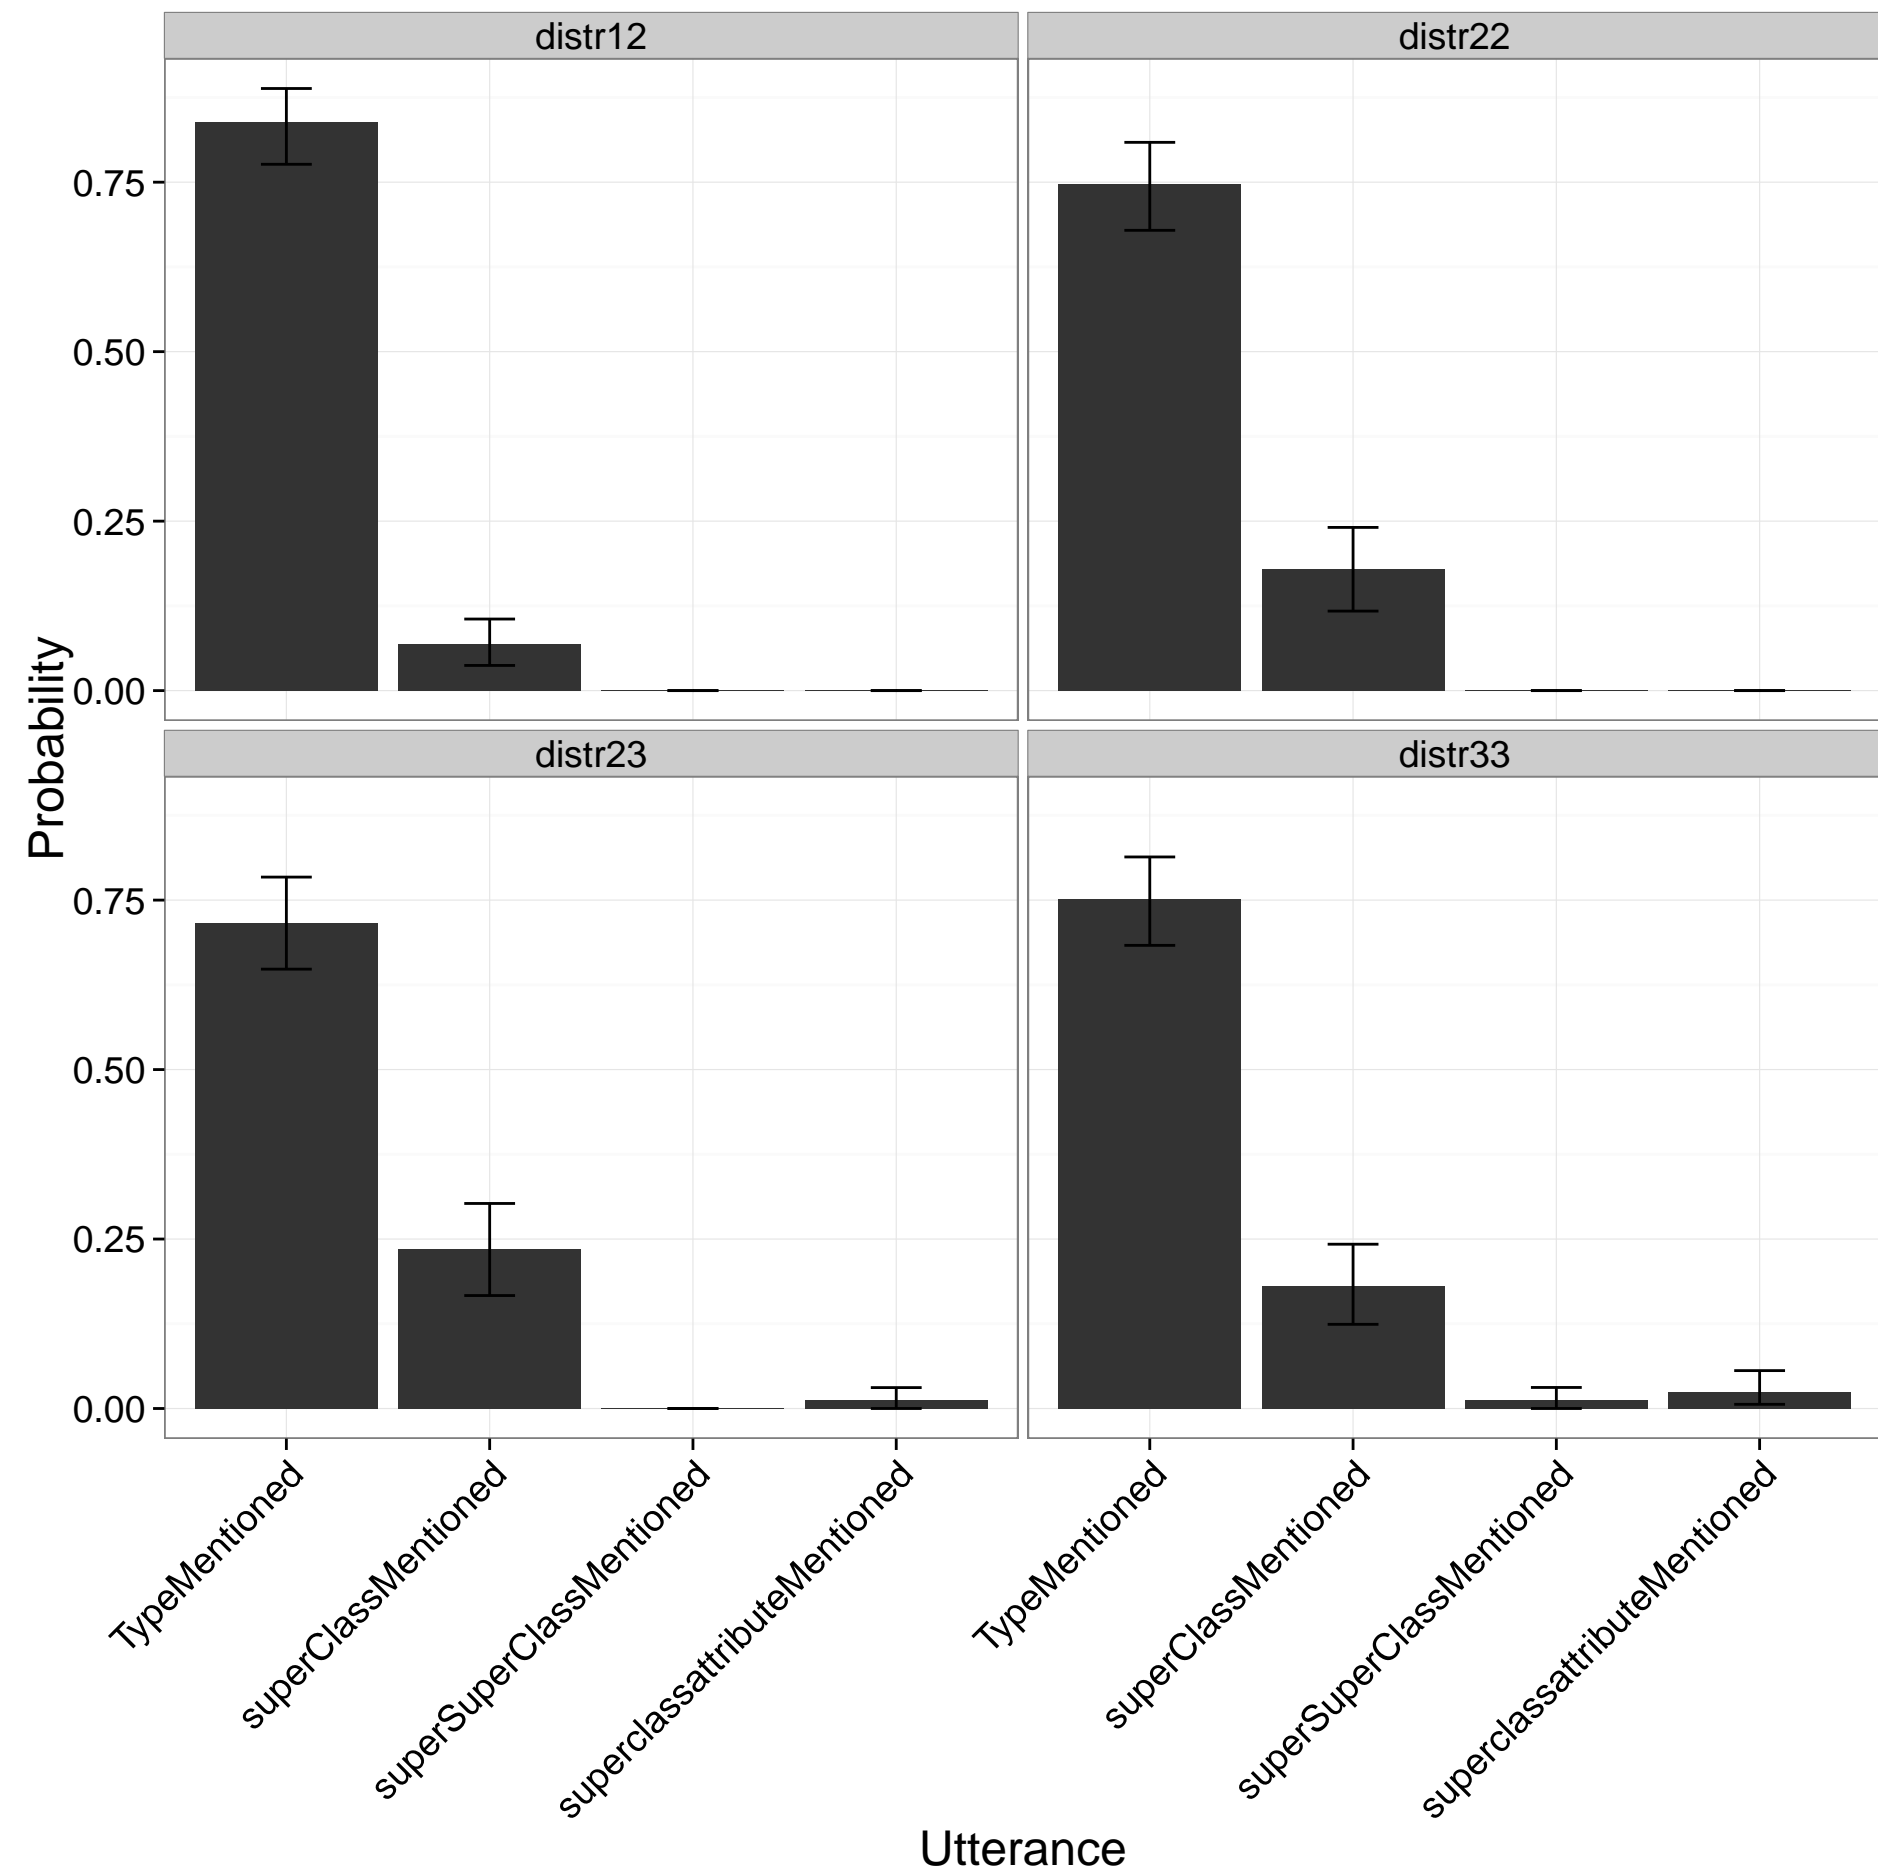 distr12
distr22
0.75
0.50
0.25
0.00
distr23
distr33
0.75
0.50
0.25
0.00
Probability
TypeMentioned
superClassMentioned
superSuperClassMentioned
superclassattributeMentioned
TypeMentioned
superClassMentioned
superSuperClassMentioned
superclassattributeMentioned
Utterance